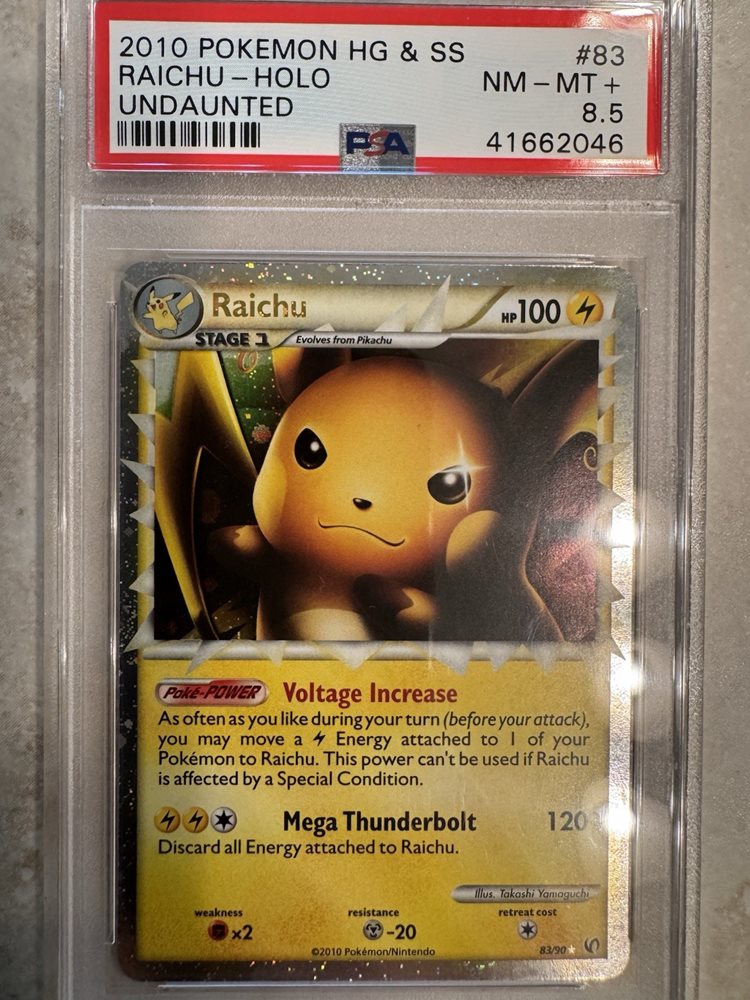 2010 POKEMON HG & SS #83
RAICHU - HOLO NM - MT +
UNDAUNTED 8.5
PSA 41662046
Raichu HP100
STAGE 1 Evolves from Pikachu
Poké-POWER Voltage Increase
As often as you like during your turn (before your attack),
you may move a Energy attached to 1 of your
Pokémon to Raichu. This power can't be used if Raichu
is affected by a Special Condition.
Mega Thunderbolt 120
Discard all Energy attached to Raichu.
Illus. Takashi Yamaguchi
weakness resistance retreat cost
x2 -20
©2010 Pokémon/Nintendo 83/90